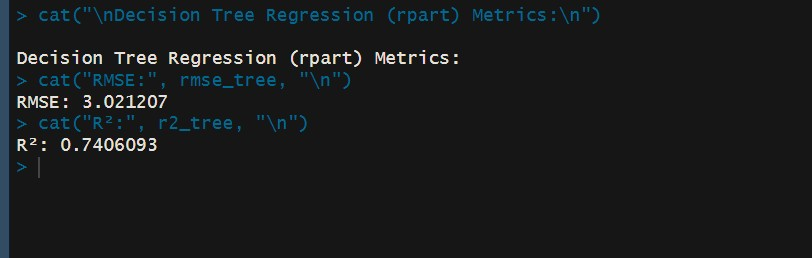 > cat("\nDecision Tree Regression (rpart) Metrics:\n")
Decision Tree Regression (rpart) Metrics:
> cat("RMSE:", rmse_tree, "\n")
RMSE: 3.021207
> cat("R²:", r2_tree, "\n")
R²: 0.7406093
>